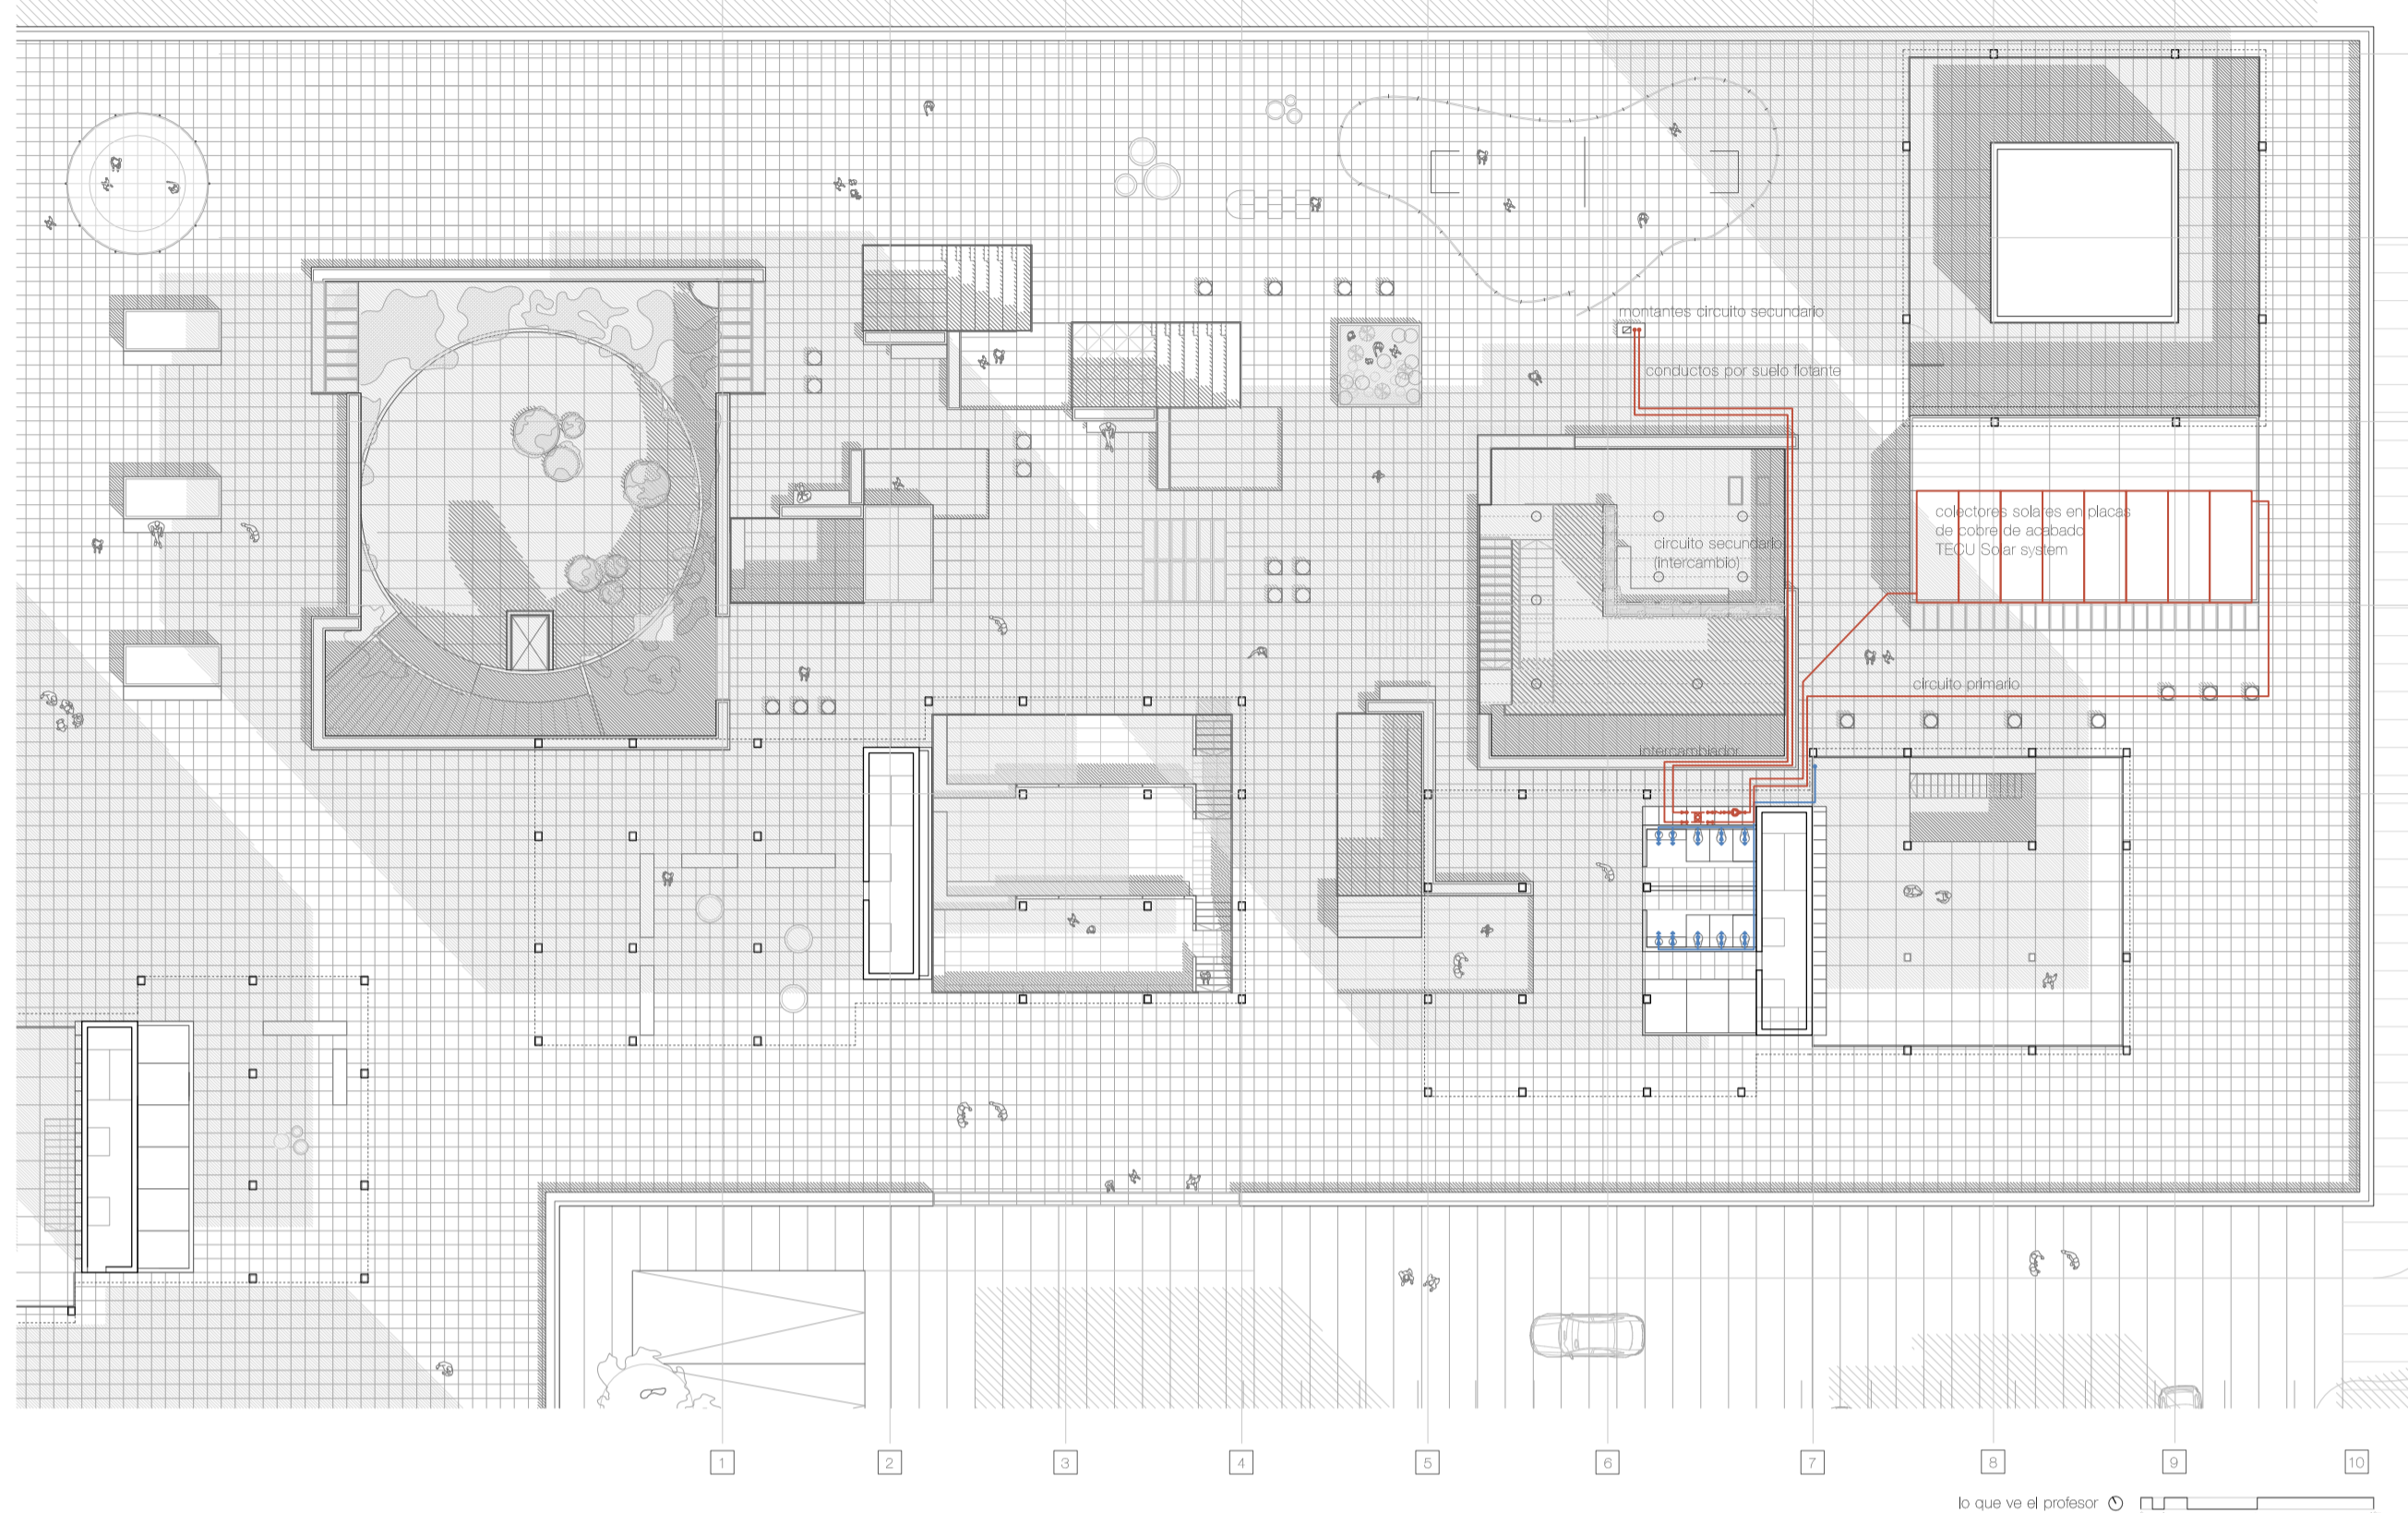 montantes circuito secundario
conductos por suelo flotante
colectores solares en placas
de cobre de acabado
TECU Solar system
circuito secundario
(intercambio)
circuito primario
intercambiador
1
2
3
4
5
6
7
8
9
10
lo que ve el profesor